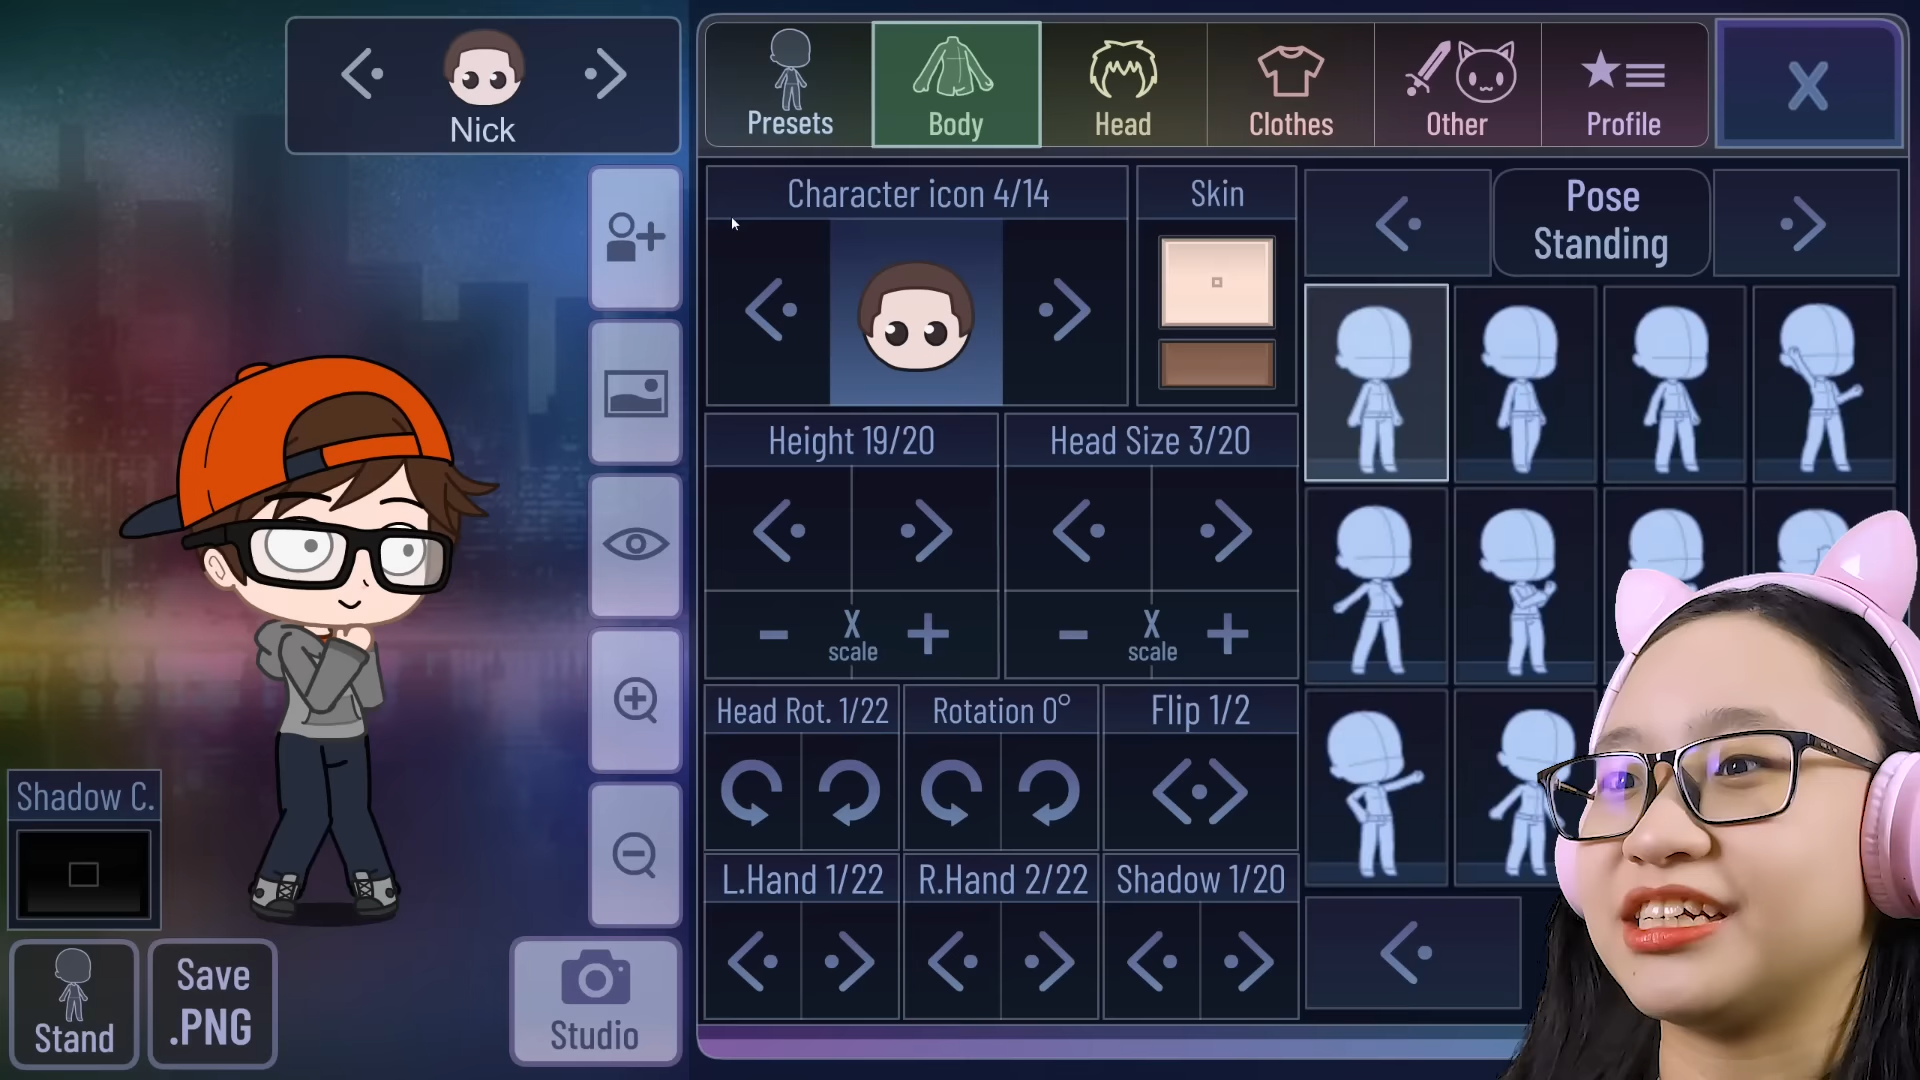 Nick
Presets
Body
Head
Clothes
Other
Profile
X
Character icon 4/14
Skin
Pose
Standing
Height 19/20
Head Size 3/20
X
scale
X
scale
Head Rot. 1/22
Rotation 0°
Flip 1/2
L.Hand 1/22
R.Hand 2/22
Shadow 1/20
Shadow C.
Stand
Save
.PNG
Studio